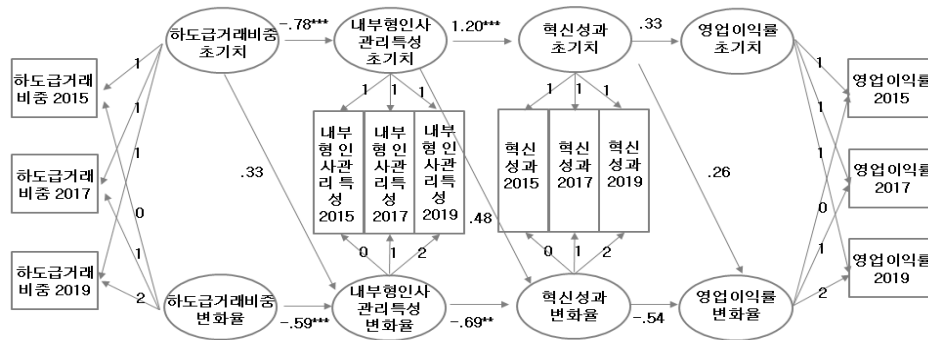 하도급거래비중
초기치
-.78***
내부형인사
관리특성
초기치
1.20***
혁신성과
초기치
.33
영업이익률
초기치
하도급거래
비중 2015
하도급거래
비중 2017
하도급거래
비중 2019
1
1
1
0
1
2
.33
1
1
1
내부
형인
사관
리특
성
2015
내부
형인
사관
리특
성
2017
내부
형인
사관
리특
성
2019
0
1
2
.48
1
1
1
혁신
성과
2015
혁신
성과
2017
혁신
성과
2019
0
1
2
.26
1
1
1
0
1
2
영업이익률
2015
영업이익률
2017
영업이익률
2019
하도급거래비중
변화율
-.59***
내부형인사
관리특성
변화율
-.69**
혁신성과
변화율
-.54
영업이익률
변화율